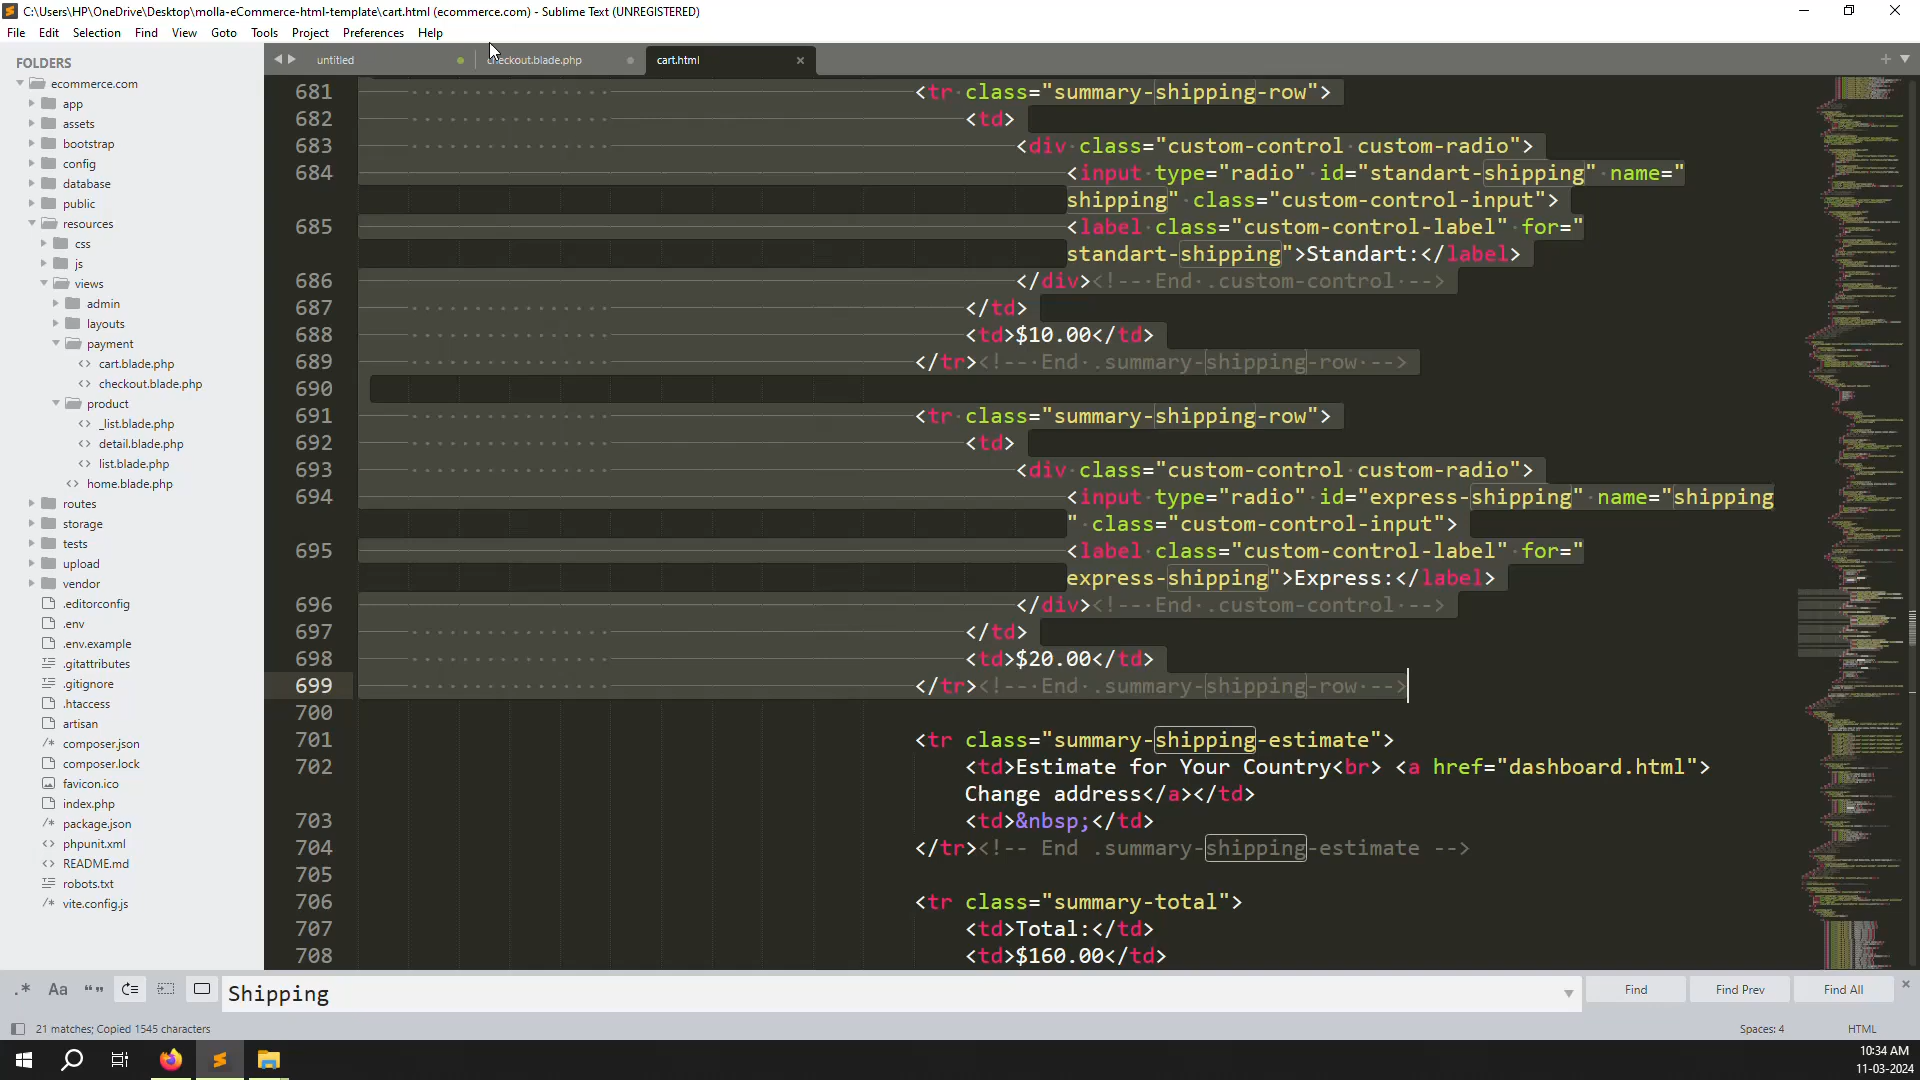 C:\Users\HP\OneDrive\Desktop\molla-eCommerce-html-template\cart.html (ecommerce.com) - Sublime Text (UNREGISTERED)
File Edit Selection Find View Goto Tools Project Preferences Help
FOLDERS
ecommerce.com
app
assets
bootstrap
config
database
public
resources
css
js
views
admin
layouts
payment
cart.blade.php
checkout.blade.php
product
_list.blade.php
detail.blade.php
list.blade.php
home.blade.php
routes
storage
tests
upload
vendor
.editorconfig
.env
.env.example
.gitattributes
.gitignore
.htaccess
artisan
composer.json
composer.lock
favicon.ico
index.php
package.json
phpunit.xml
README.md
robots.txt
vite.config.js
untitled checkout.blade.php cart.html
681 <tr class="summary-shipping-row">
682 <td>
683 <div class="custom-control custom-radio">
684 <input type="radio" id="standart-shipping" name="
shipping" class="custom-control-input">
685 <label class="custom-control-label" for="
standart-shipping">Standart:</label>
686 </div><!-- End .custom-control -->
687 </td>
688 <td>$10.00</td>
689 </tr><!-- End .summary-shipping-row -->
690
691 <tr class="summary-shipping-row">
692 <td>
693 <div class="custom-control custom-radio">
694 <input type="radio" id="express-shipping" name="shipping
" class="custom-control-input">
695 <label class="custom-control-label" for="
express-shipping">Express:</label>
696 </div><!-- End .custom-control -->
697 </td>
698 <td>$20.00</td>
699 </tr><!-- End .summary-shipping-row -->
700
701 <tr class="summary-shipping-estimate">
702 <td>Estimate for Your Country<br> <a href="dashboard.html">
Change address</a></td>
703 <td>&nbsp;</td>
704 </tr><!-- End .summary-shipping-estimate -->
705
706 <tr class="summary-total">
707 <td>Total:</td>
708 <td>$160.00</td>
.* Aa “” Shipping Find Find Prev Find All
21 matches; Copied 1545 characters Spaces: 4 HTML
10:34 AM
11-03-2024